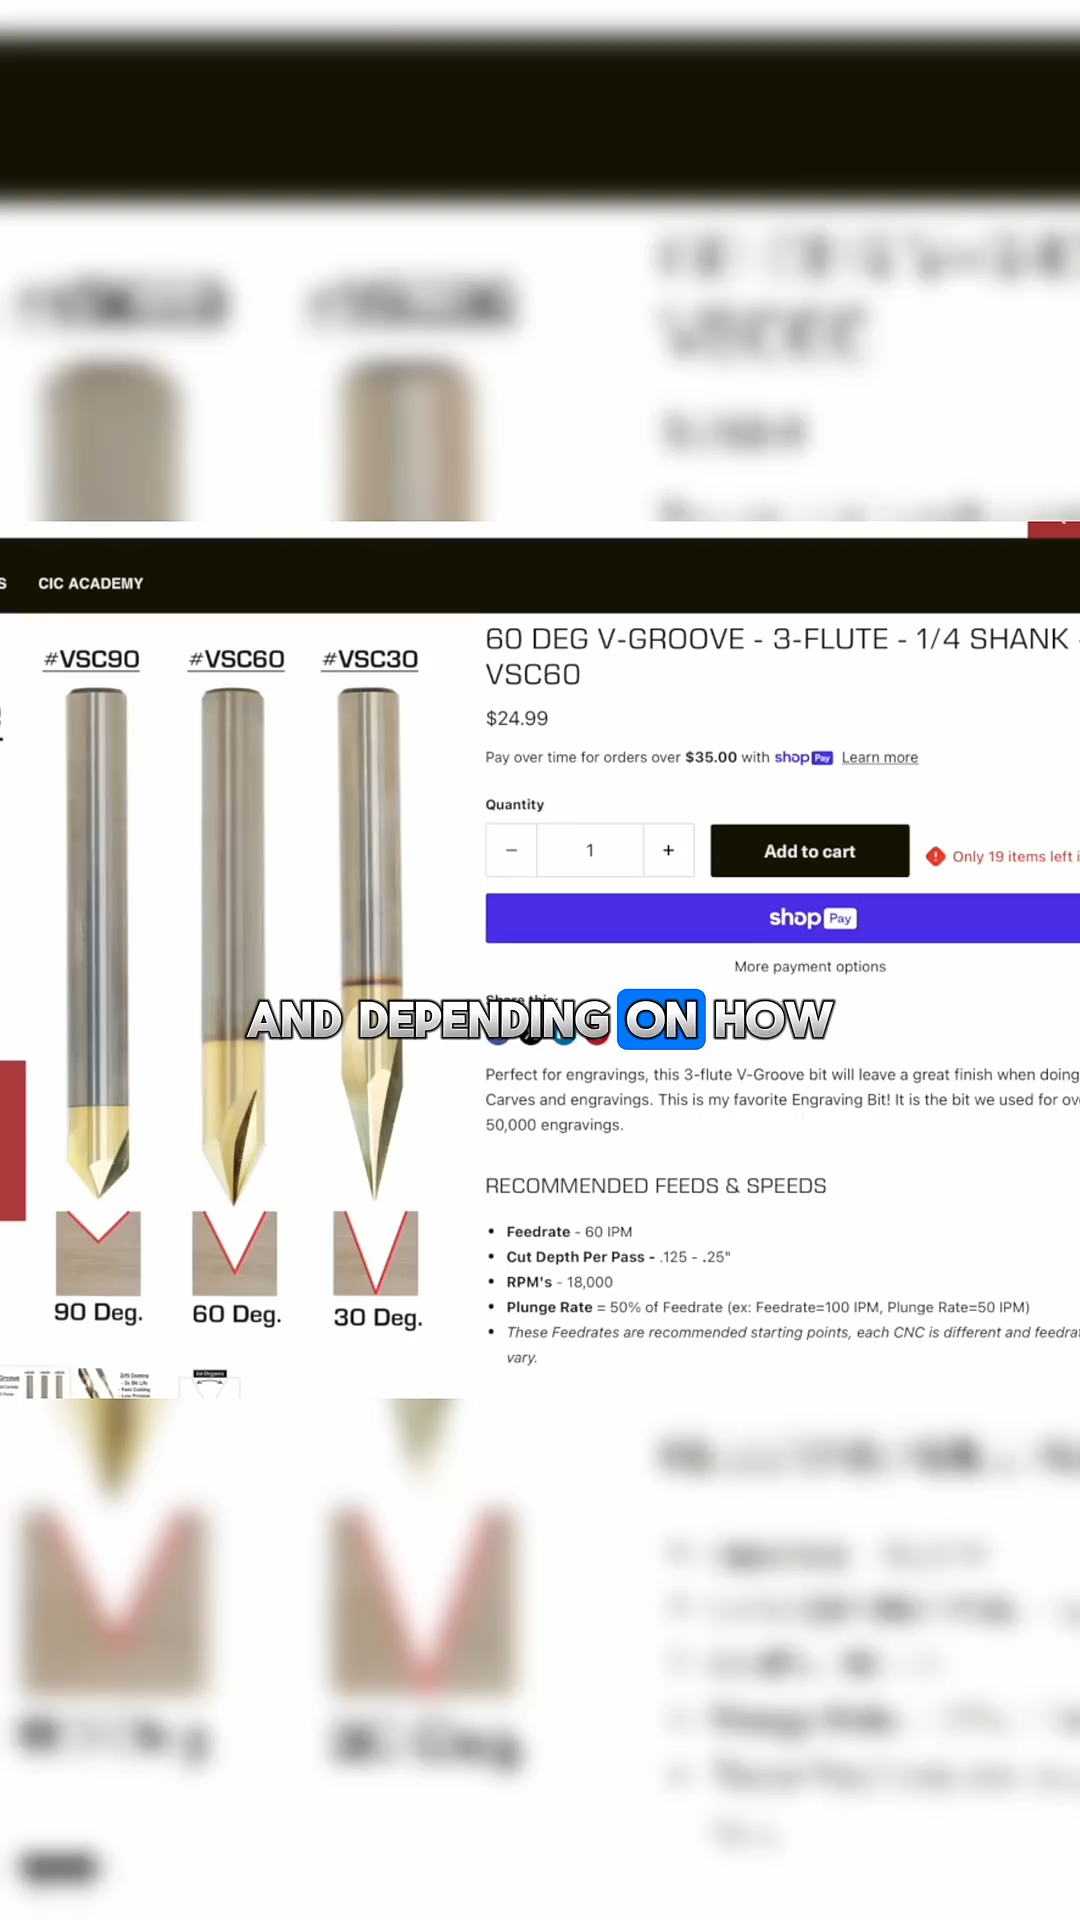 S CIC ACADEMY
#VSC90 #VSC60 #VSC30
60 DEG V-GROOVE - 3-FLUTE - 1/4 SHANK -
VSC60
$24.99
Pay over time for orders over $35.00 with shop Pay Learn more
Quantity
− 1 + Add to cart Only 19 items left i
shop Pay
More payment options
Share this:
AND DEPENDING ON HOW
Perfect for engravings, this 3-flute V-Groove bit will leave a great finish when doing
Carves and engravings. This is my favorite Engraving Bit! It is the bit we used for ov
50,000 engravings.
RECOMMENDED FEEDS & SPEEDS
• Feedrate - 60 IPM
• Cut Depth Per Pass - .125 - .25"
• RPM's - 18,000
• Plunge Rate = 50% of Feedrate (ex: Feedrate=100 IPM, Plunge Rate=50 IPM)
• These Feedrates are recommended starting points, each CNC is different and feedra
vary.
90 Deg. 60 Deg. 30 Deg.